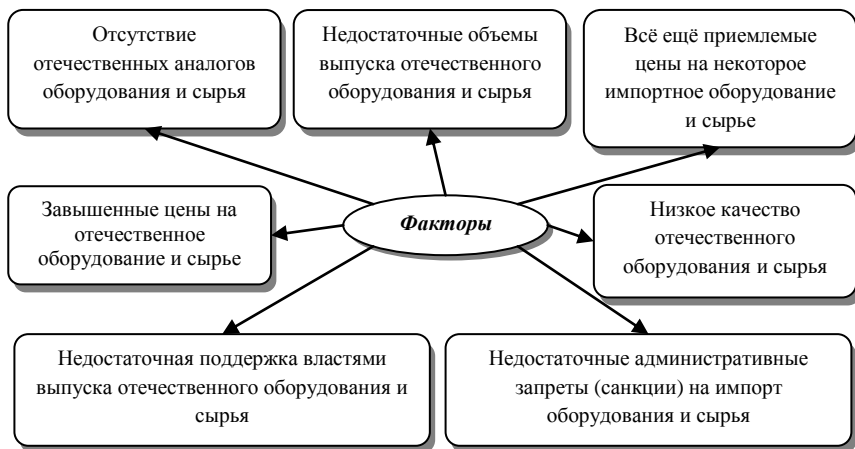 Отсутствие
отечественных аналогов
оборудования и сырья
Недостаточные объемы
выпуска отечественного
оборудования и сырья
Всё ещё приемлемые
цены на некоторое
импортное оборудование
и сырье
Завышенные цены на
отечественное
оборудование и сырье
Факторы
Низкое качество
отечественного
оборудования и сырья
Недостаточная поддержка властями
выпуска отечественного оборудования и
сырья
Недостаточные административные
запреты (санкции) на импорт
оборудования и сырья